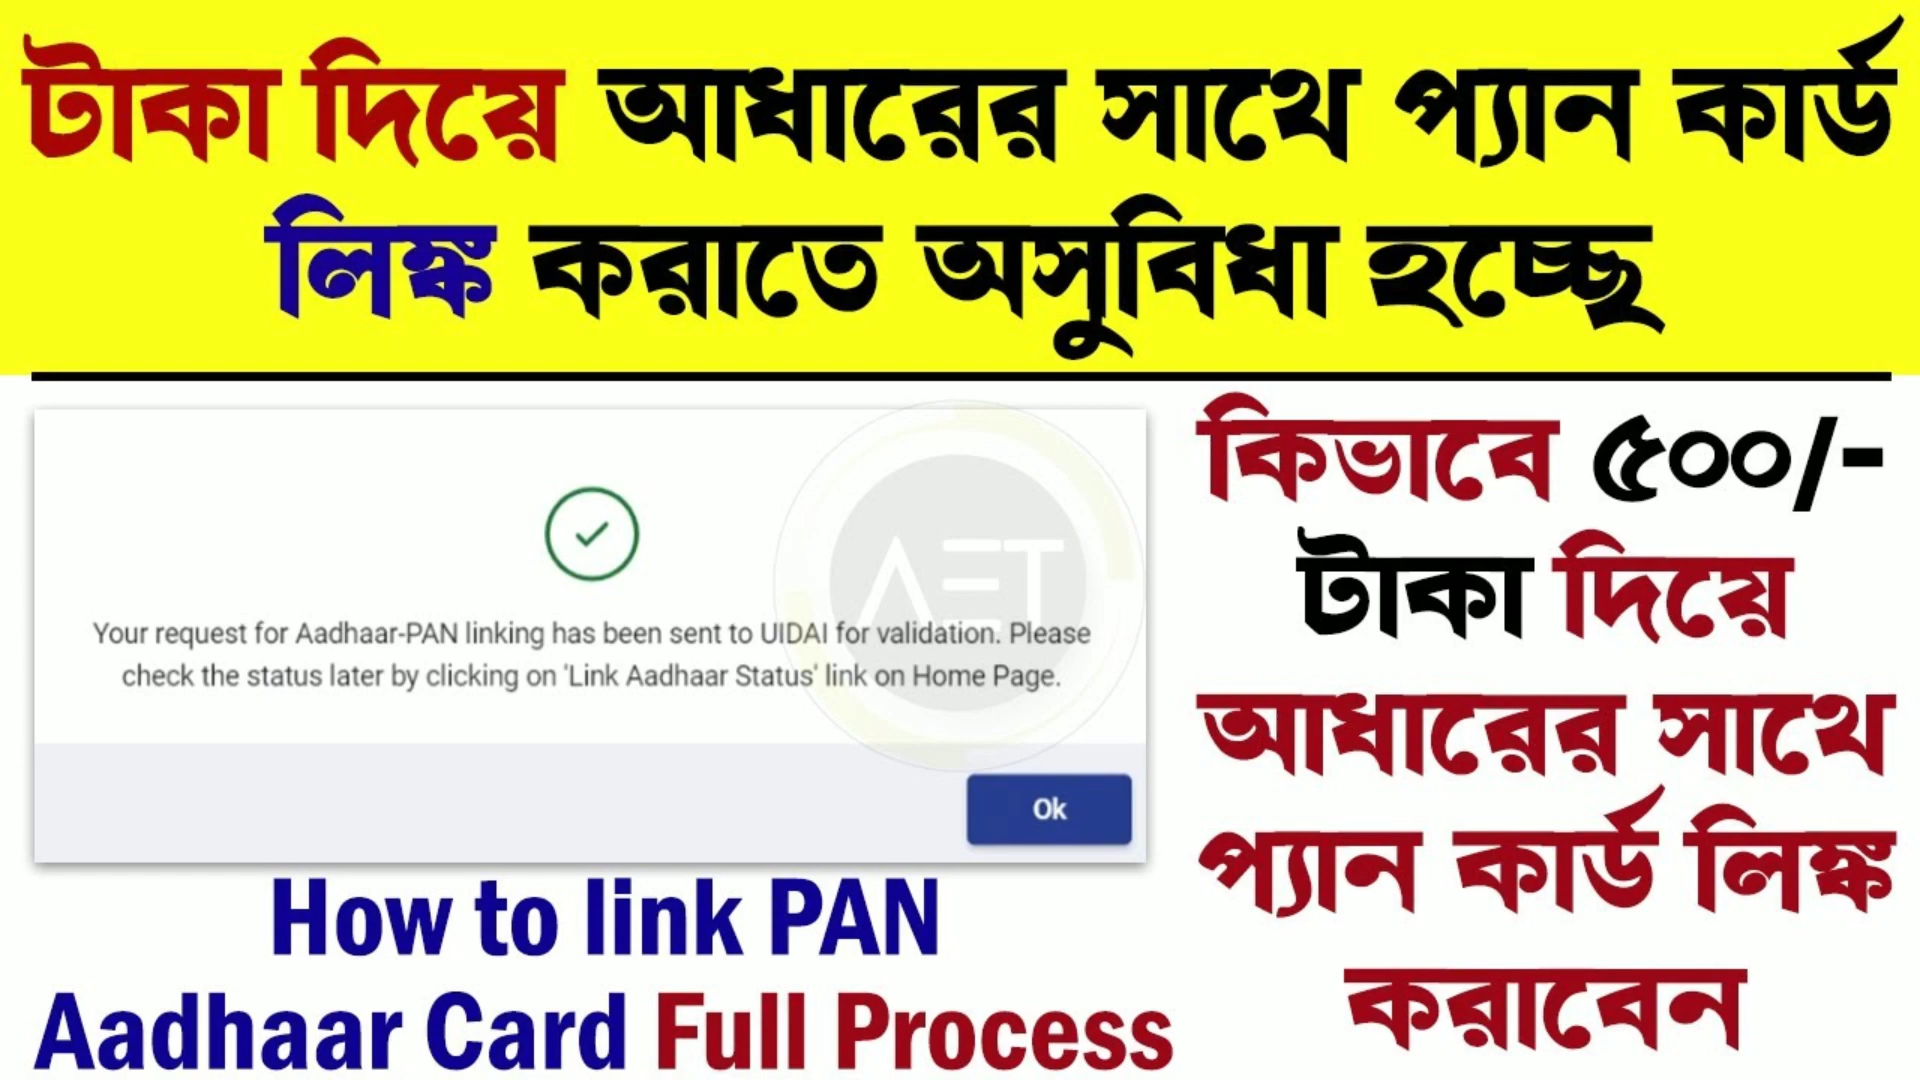 টাকা দিয়ে আধারের সাথে প্যান কার্ড
লিঙ্ক করাতে অসুবিধা হচ্ছে
AET
Your request for Aadhaar-PAN linking has been sent to UIDAI for validation. Please
check the status later by clicking on 'Link Aadhaar Status' link on Home Page.
Ok
How to link PAN
Aadhaar Card Full Process
কিভাবে ৫০০/-
টাকা দিয়ে
আধারের সাথে
প্যান কার্ড লিঙ্ক
করাবেন